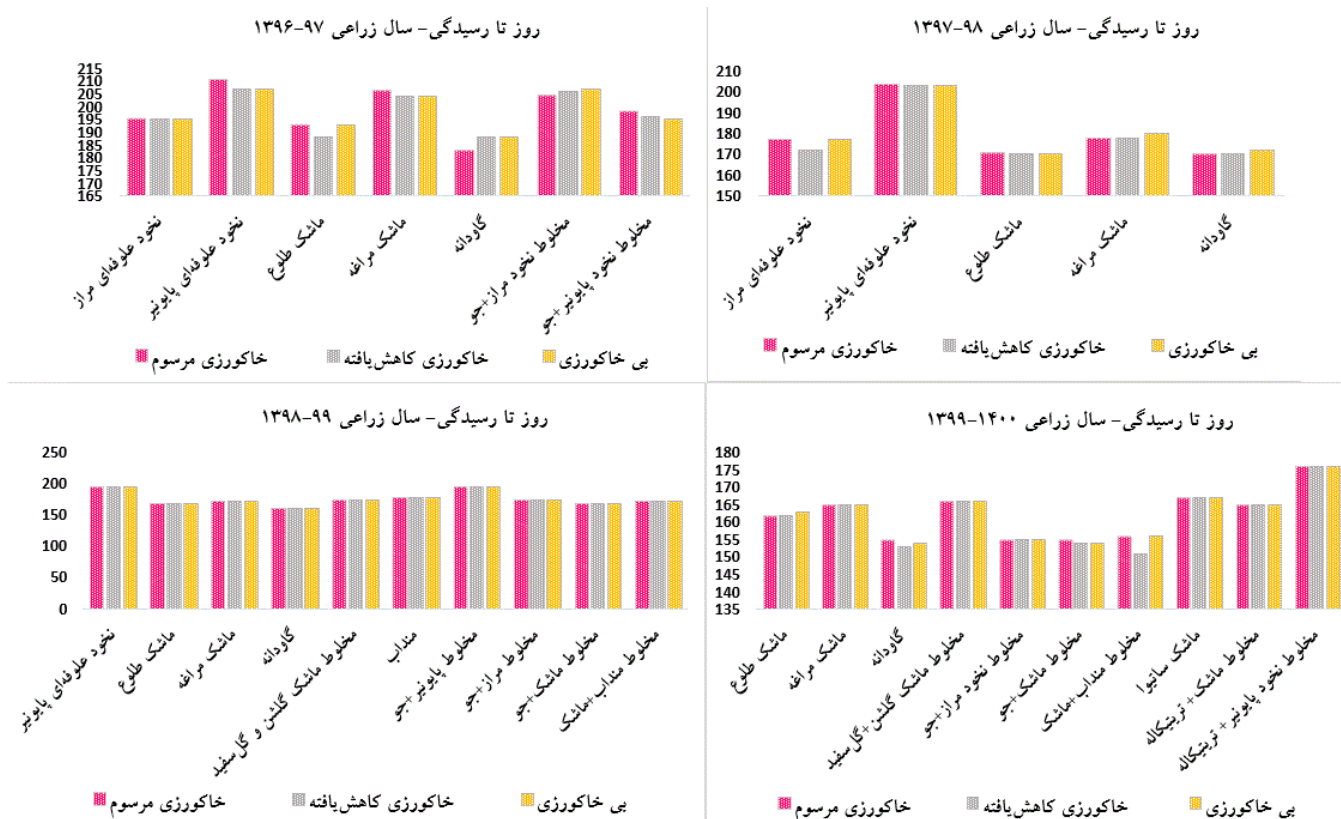 روز تا رسیدگی- سال زراعی ۹۷-۱۳۹۶
215
210
205
200
195
190
185
180
175
170
165
نخود علوفه‌ای مراز
نخود علوفه‌ای پایونیر
ماشک طلوع
ماشک مراغه
گاودانه
مخلوط نخود مراز+جو
مخلوط نخود پایونیر+جو
خاکورزی مرسوم
خاکورزی کاهش‌یافته
بی خاکورزی
روز تا رسیدگی- سال زراعی ۹۸-۱۳۹۷
210
200
190
180
170
160
150
نخود علوفه‌ای مراز
نخود علوفه‌ای پایونیر
ماشک طلوع
ماشک مراغه
گاودانه
خاکورزی مرسوم
خاکورزی کاهش‌یافته
بی خاکورزی
روز تا رسیدگی- سال زراعی ۹۹-۱۳۹۸
250
200
150
100
50
0
نخود علوفه‌ای پایونیر
ماشک طلوع
ماشک مراغه
گاودانه
مخلوط ماشک گلشن و گل‌سفید
منداب
مخلوط پایونیر+جو
مخلوط مراز+جو
مخلوط ماشک+جو
مخلوط منداب+ماشک
خاکورزی مرسوم
خاکورزی کاهش‌یافته
بی خاکورزی
روز تا رسیدگی- سال زراعی ۱۴۰۰-۱۳۹۹
180
175
170
165
160
155
150
145
140
135
ماشک طلوع
ماشک مراغه
گاودانه
مخلوط ماشک گلشن+گل‌سفید
مخلوط نخود مراز+جو
مخلوط ماشک+جو
مخلوط منداب+ماشک
ماشک ساتیوا
مخلوط ماشک+ تریتیکاله
مخلوط نخود پایونیر+ تریتیکاله
خاکورزی مرسوم
خاکورزی کاهش‌یافته
بی خاکورزی